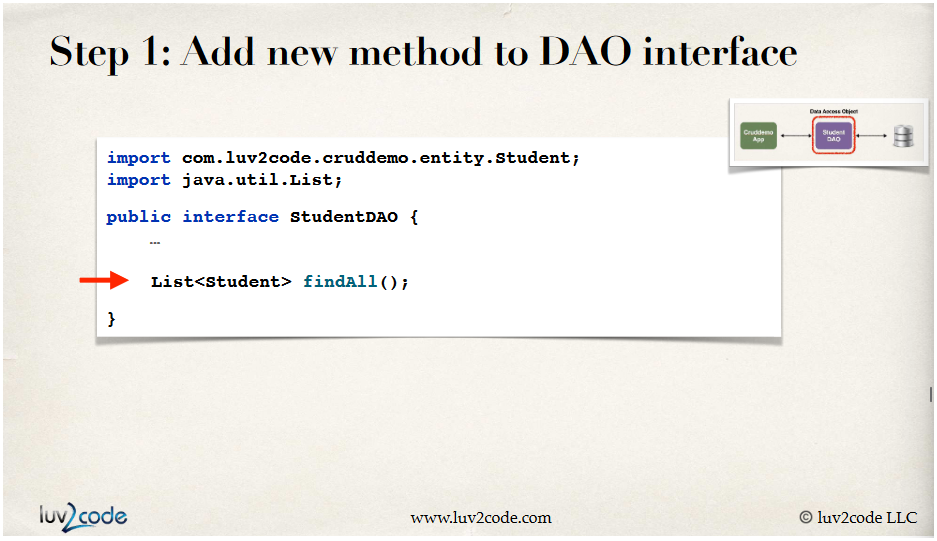 Step 1: Add new method to DAO interface
Data Access Object
Cruddemo
App
Student
DAO
import com.luv2code.cruddemo.entity.Student;
import java.util.List;
public interface StudentDAO {
…
List<Student> findAll();
}
luv2code
www.luv2code.com
© luv2code LLC